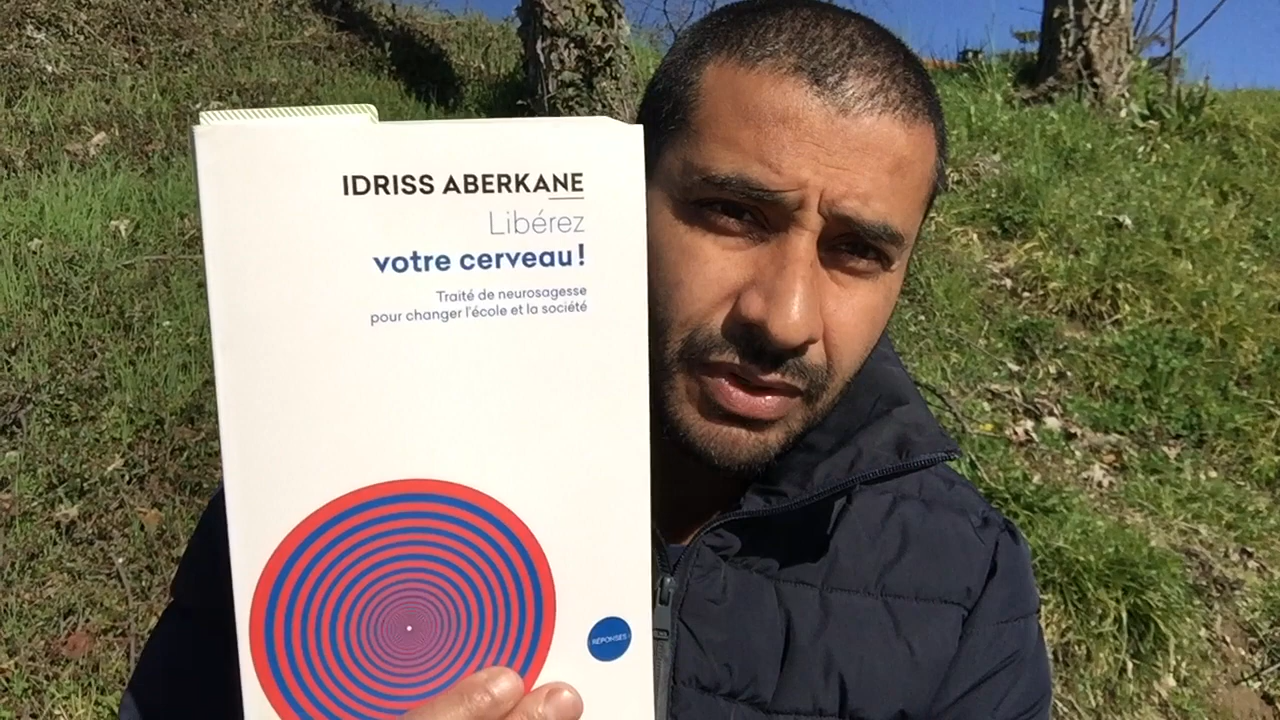 IDRISS ABERKANE
Libérez
votre cerveau !
Traité de neurosagesse
pour changer l'école et la société
RÉPONSES